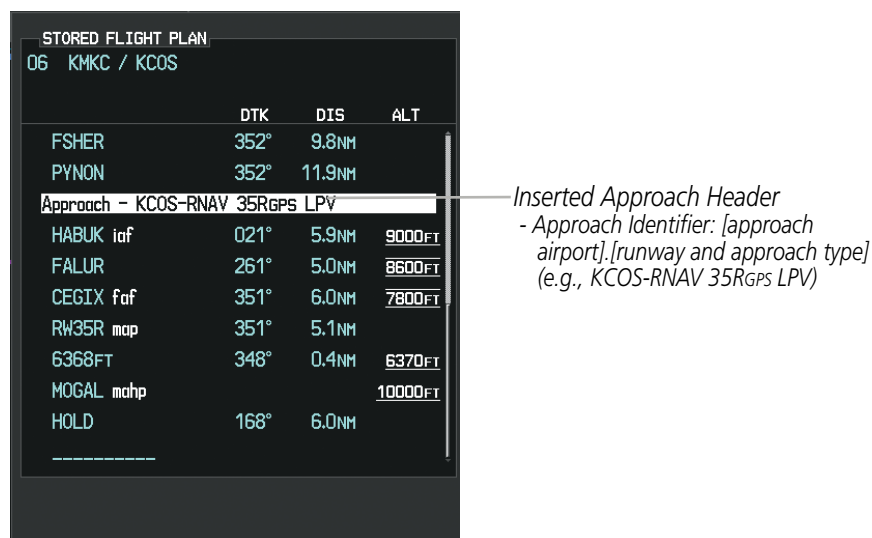 STORED FLIGHT PLAN
06 KMKC / KCOS
DTK DIS ALT
FSHER 352° 9.8NM
PYNON 352° 11.9NM
Approach – KCOS–RNAV 35RGPS LPV
HABUK iaf 021° 5.9NM 9000FT
FALUR 261° 5.0NM 8600FT
CEGIX faf 351° 6.0NM 7800FT
RW35R map 351° 5.1NM
6368FT 348° 0.4NM 6370FT
MOGAL mahp 10000FT
HOLD 168° 6.0NM
__________
Inserted Approach Header
- Approach Identifier: [approach
airport].[runway and approach type]
(e.g., KCOS-RNAV 35RGPS LPV)